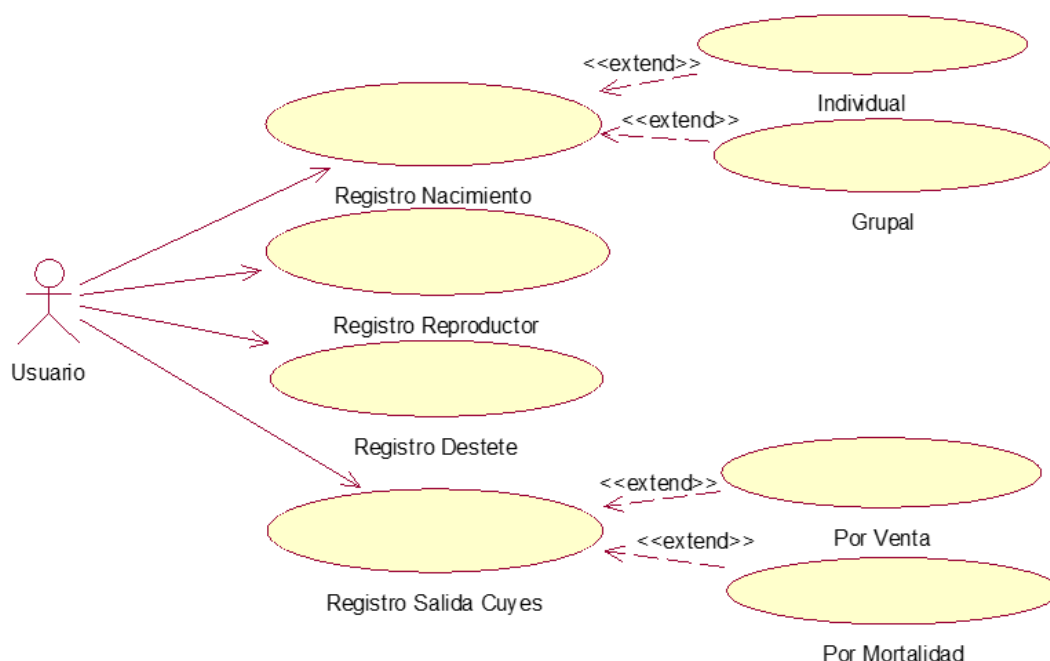 <<extend>>
Individual
<<extend>>
Registro Nacimiento
Grupal
Registro Reproductor
Usuario
Registro Destete
<<extend>>
Por Venta
<<extend>>
Registro Salida Cuyes
Por Mortalidad